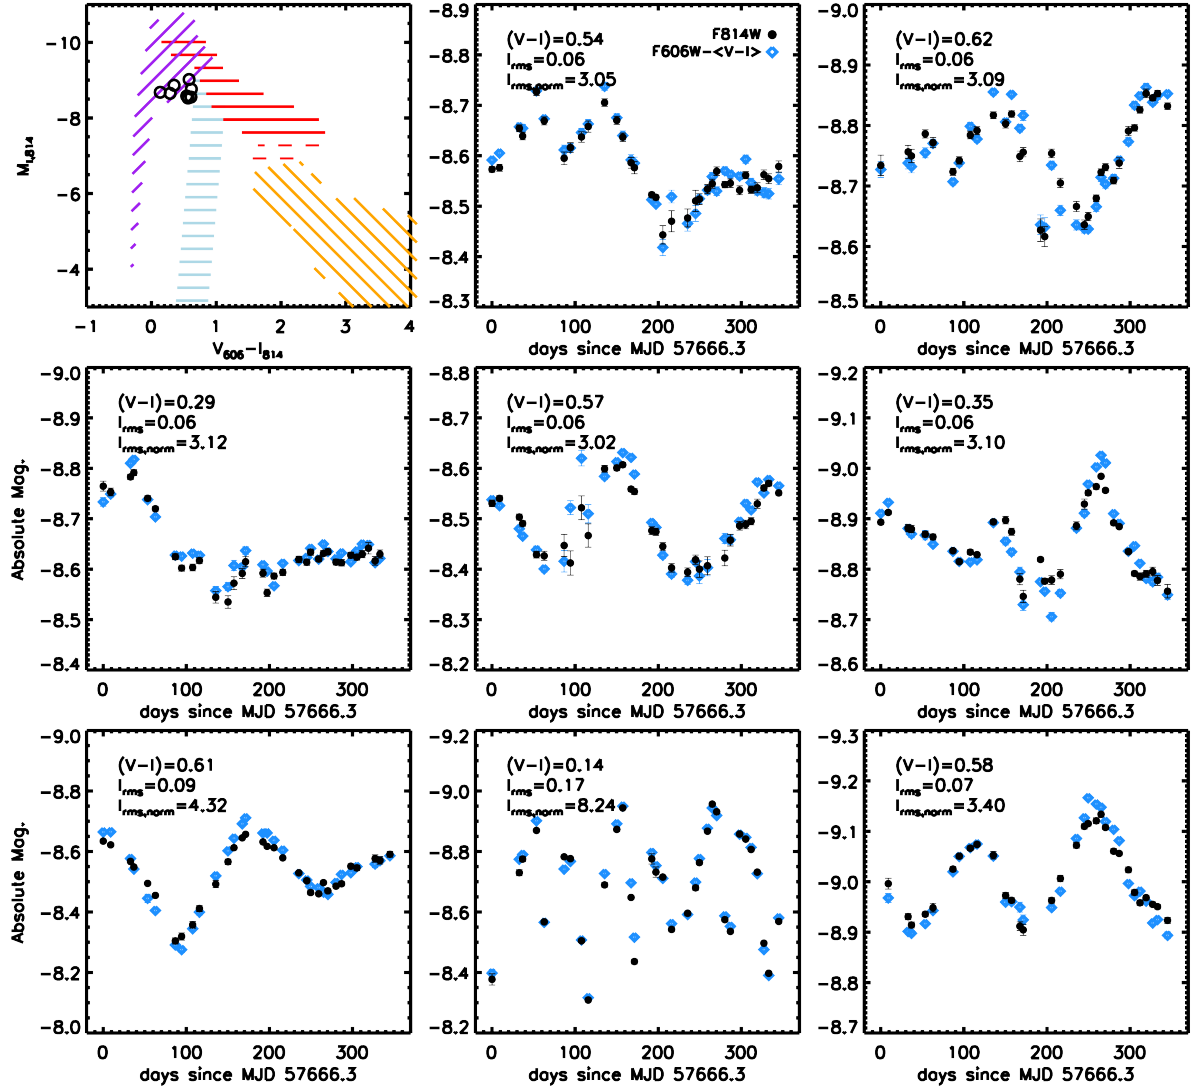 -10
-8
-6
-4
M_I,814
-1 0 1 2 3 4
V_606-I_814
-8.9
-8.8
-8.7
-8.6
-8.5
-8.4
-8.3
⟨V-I⟩=0.54
I_rms=0.06
I_rms,norm=3.05
F814W
F606W-<V-I>
0 100 200 300
days since MJD 57666.3
-9.0
-8.8
-8.6
-8.5
⟨V-I⟩=0.62
I_rms=0.06
I_rms,norm=3.09
0 100 200 300
days since MJD 57666.3
Absolute Mag.
-9.0
-8.9
-8.8
-8.7
-8.6
-8.5
-8.4
⟨V-I⟩=0.29
I_rms=0.06
I_rms,norm=3.12
0 100 200 300
days since MJD 57666.3
-8.8
-8.7
-8.6
-8.4
-8.3
-8.2
⟨V-I⟩=0.57
I_rms=0.06
I_rms,norm=3.02
0 100 200 300
days since MJD 57666.3
-9.2
-9.1
-9.0
-8.9
-8.8
-8.7
-8.6
⟨V-I⟩=0.35
I_rms=0.06
I_rms,norm=3.10
0 100 200 300
days since MJD 57666.3
Absolute Mag.
-9.0
-8.8
-8.6
-8.4
-8.2
-8.0
⟨V-I⟩=0.61
I_rms=0.09
I_rms,norm=4.32
0 100 200 300
days since MJD 57666.3
-9.2
-9.0
-8.8
-8.6
-8.4
-8.2
⟨V-I⟩=0.14
I_rms=0.17
I_rms,norm=8.24
0 100 200 300
days since MJD 57666.3
-9.3
-9.2
-9.1
-9.0
-8.9
-8.8
-8.7
⟨V-I⟩=0.58
I_rms=0.07
I_rms,norm=3.40
0 100 200 300
days since MJD 57666.3